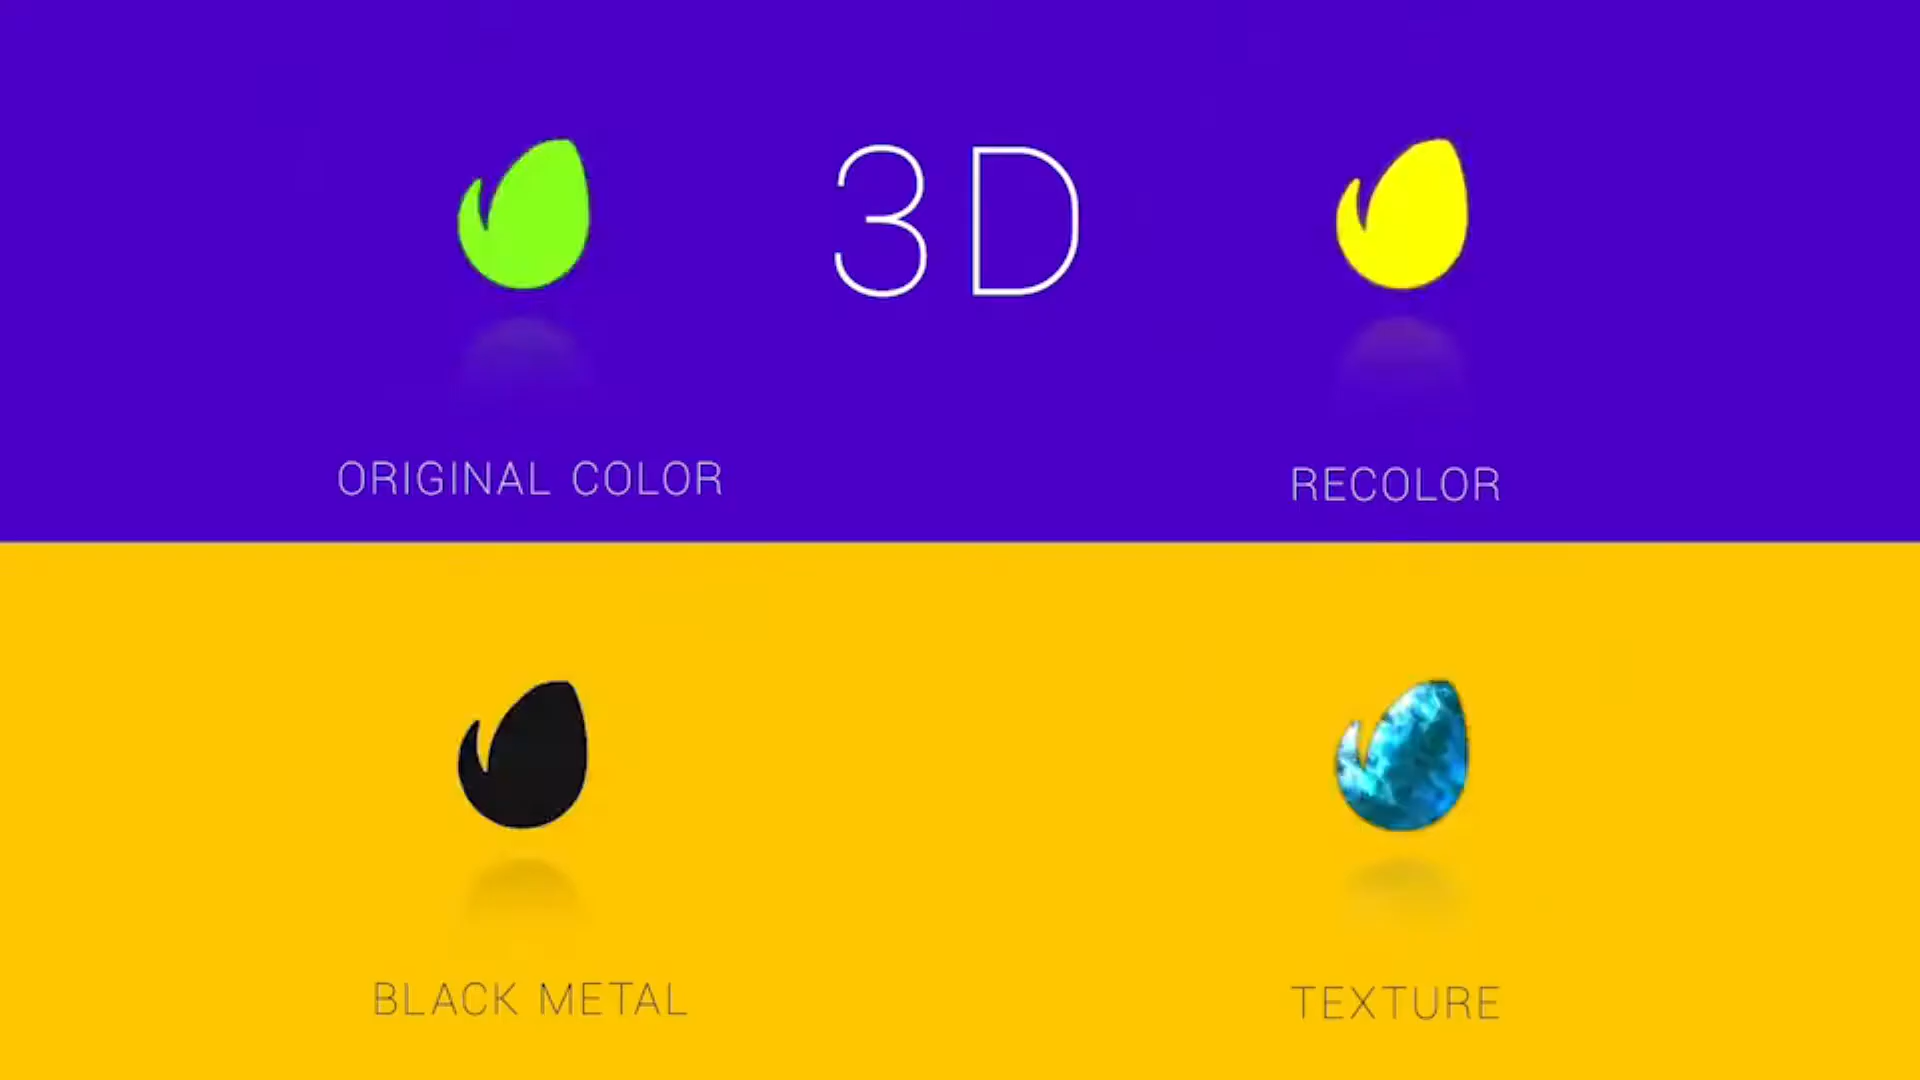 3D
ORIGINAL COLOR
RECOLOR
BLACK METAL
TEXTURE